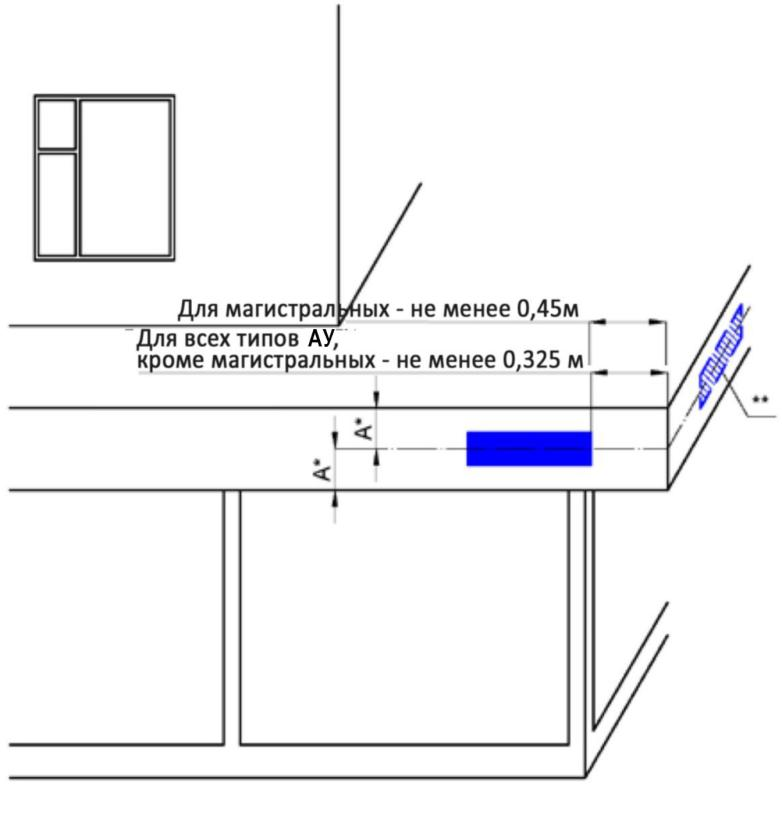 Для магистральных - не менее 0,45м
Для всех типов АУ,
кроме магистральных - не менее 0,325 м
**
А*
А*